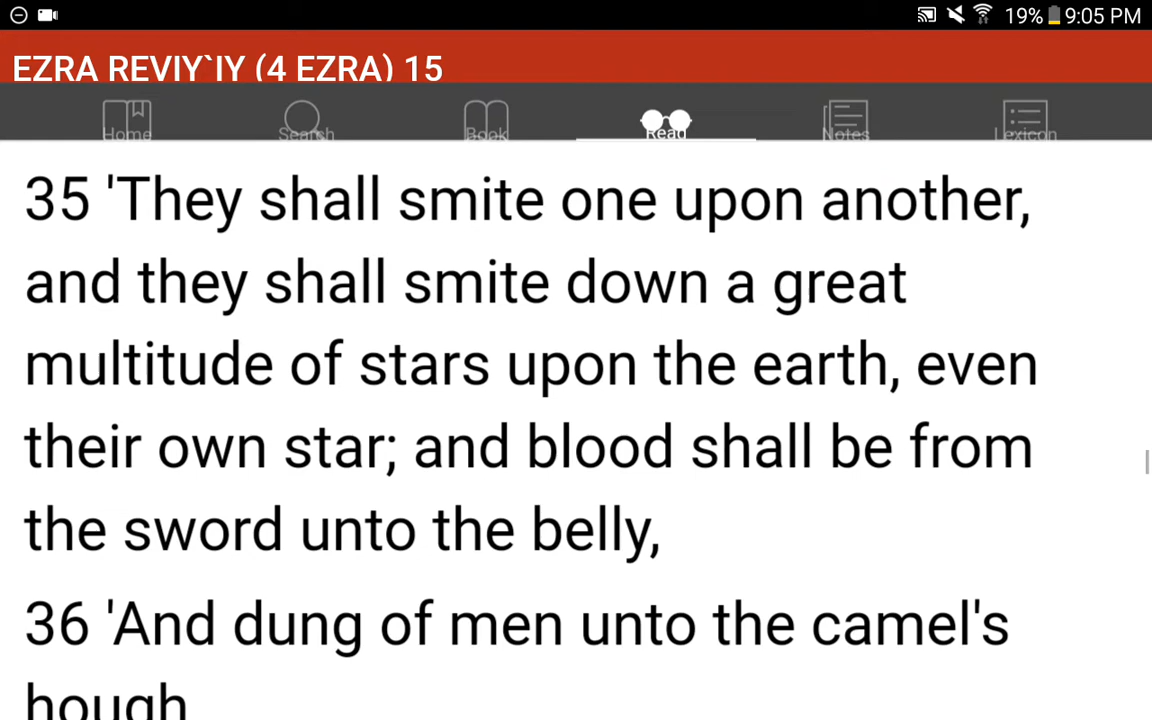 19% 9:05 PM
EZRA REVIY`IY (4 EZRA) 15
Home Search Book Read Notes Lexicon
35 'They shall smite one upon another,
and they shall smite down a great
multitude of stars upon the earth, even
their own star; and blood shall be from
the sword unto the belly,
36 'And dung of men unto the camel's
hough